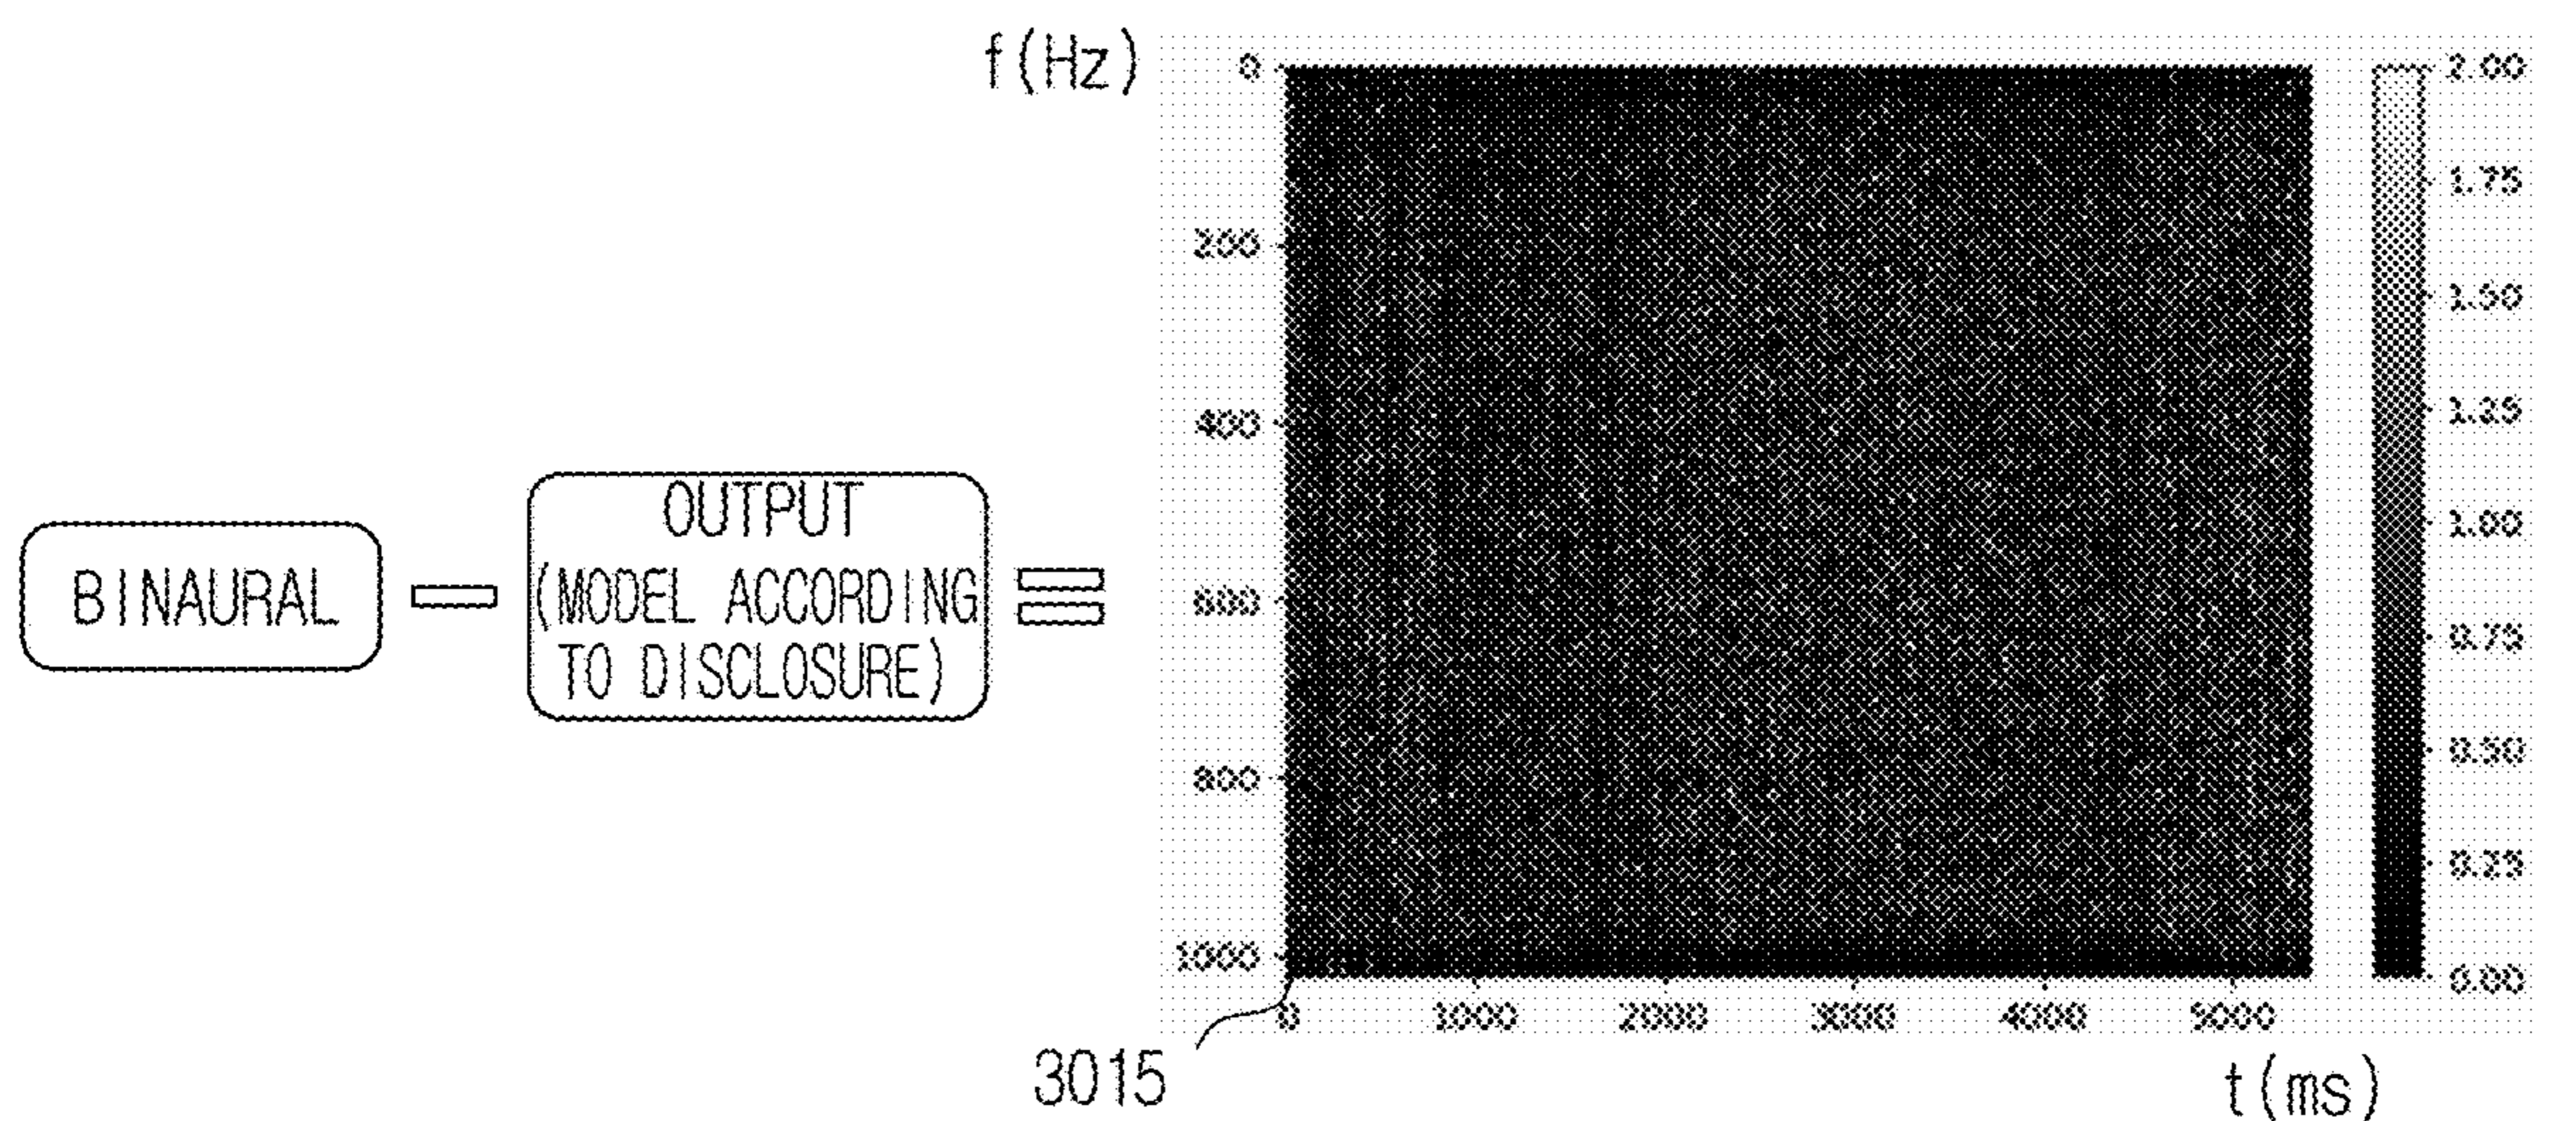 f(Hz)
0
200
400
600
800
1000
0 1000 2000 3000 4000 5000
t(ms)
2.00
1.75
1.50
1.25
1.00
0.75
0.50
0.25
0.00
BINAURAL
OUTPUT
(MODEL ACCORDING
TO DISCLOSURE)
3015